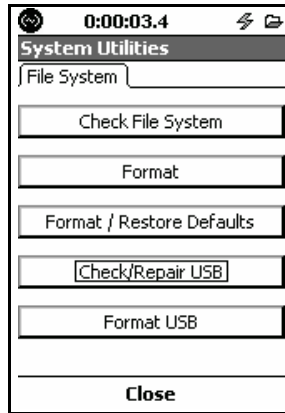 0:00:03.4
System Utilities
File System
Check File System
Format
Format / Restore Defaults
Check/Repair USB
Format USB
Close